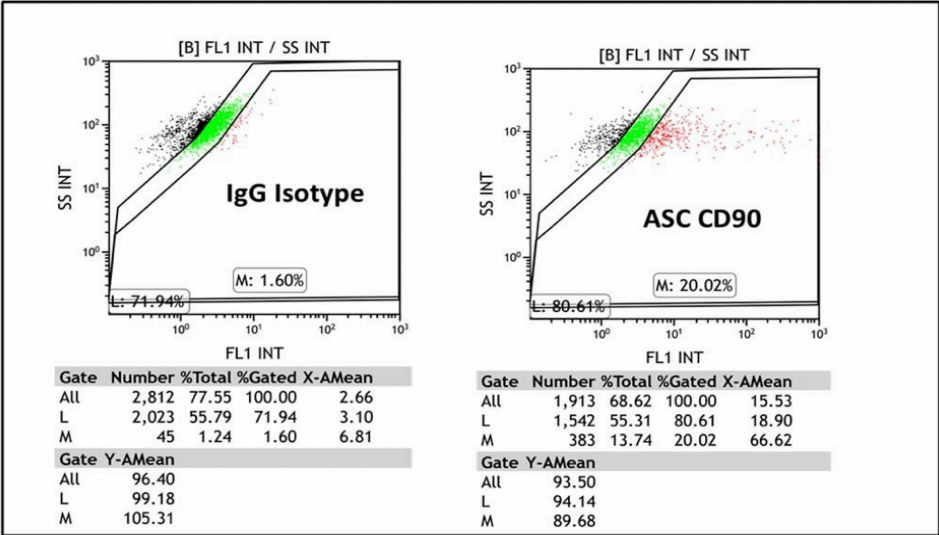 [B] FL1 INT / SS INT
10³
10²
10¹
10⁰
SS INT
IgG Isotype
M: 1.60%
L: 71.94%
10⁰ 10¹ 10² 10³
FL1 INT
Gate Number %Total %Gated X-AMean
All 2,812 77.55 100.00 2.66
L 2,023 55.79 71.94 3.10
M 45 1.24 1.60 6.81
Gate Y-AMean
All 96.40
L 99.18
M 105.31
[B] FL1 INT / SS INT
10³
10²
10¹
10⁰
SS INT
ASC CD90
M: 20.02%
L: 80.61%
10⁰ 10¹ 10² 10³
FL1 INT
Gate Number %Total %Gated X-AMean
All 1,913 68.62 100.00 15.53
L 1,542 55.31 80.61 18.90
M 383 13.74 20.02 66.62
Gate Y-AMean
All 93.50
L 94.14
M 89.68